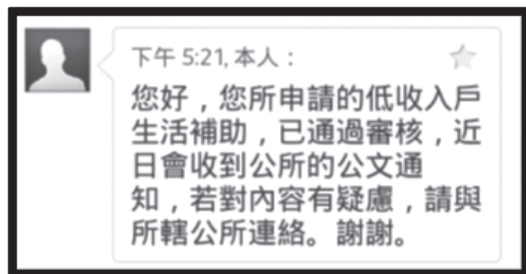 下午 5:21, 本人：
您好，您所申請的低收入戶
生活補助，已通過審核，近
日會收到公所的公文通
知，若對內容有疑慮，請與
所轄公所連絡。謝謝。